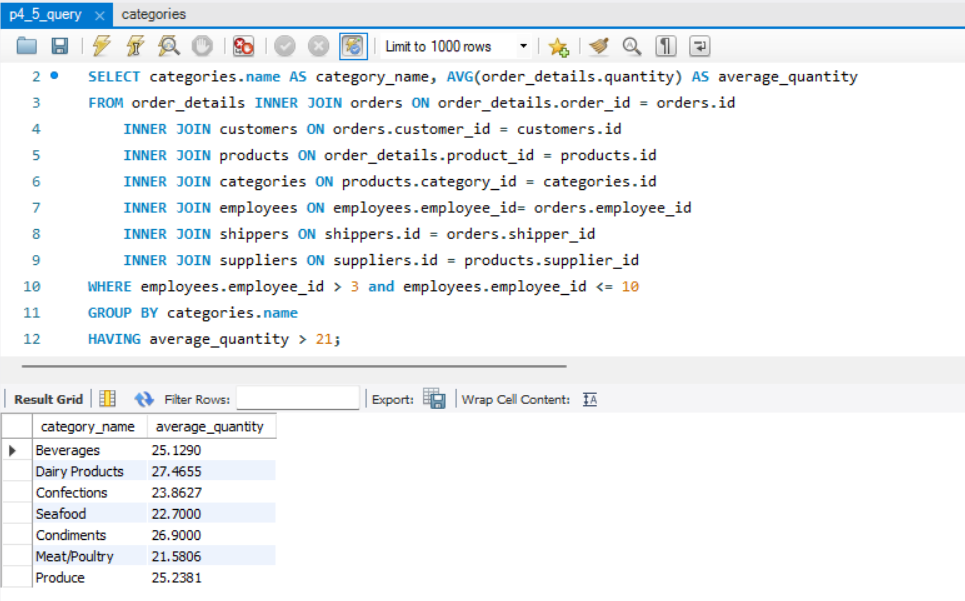 p4_5_query × categories
Limit to 1000 rows
2 SELECT categories.name AS category_name, AVG(order_details.quantity) AS average_quantity
3 FROM order_details INNER JOIN orders ON order_details.order_id = orders.id
4 INNER JOIN customers ON orders.customer_id = customers.id
5 INNER JOIN products ON order_details.product_id = products.id
6 INNER JOIN categories ON products.category_id = categories.id
7 INNER JOIN employees ON employees.employee_id= orders.employee_id
8 INNER JOIN shippers ON shippers.id = orders.shipper_id
9 INNER JOIN suppliers ON suppliers.id = products.supplier_id
10 WHERE employees.employee_id > 3 and employees.employee_id <= 10
11 GROUP BY categories.name
12 HAVING average_quantity > 21;
Result Grid Filter Rows: Export: Wrap Cell Content:
category_name average_quantity
Beverages 25.1290
Dairy Products 27.4655
Confections 23.8627
Seafood 22.7000
Condiments 26.9000
Meat/Poultry 21.5806
Produce 25.2381